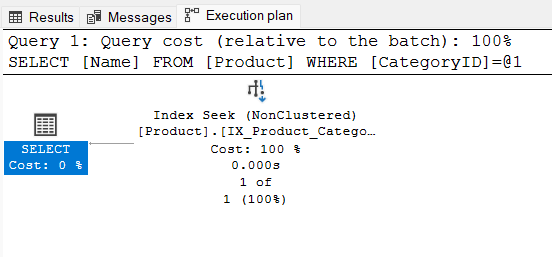 Results Messages Execution plan
Query 1: Query cost (relative to the batch): 100%
SELECT [Name] FROM [Product] WHERE [CategoryID]=@1
Index Seek (NonClustered)
[Product].[IX_Product_Catego…
Cost: 100 %
0.000s
1 of
1 (100%)
SELECT
Cost: 0 %